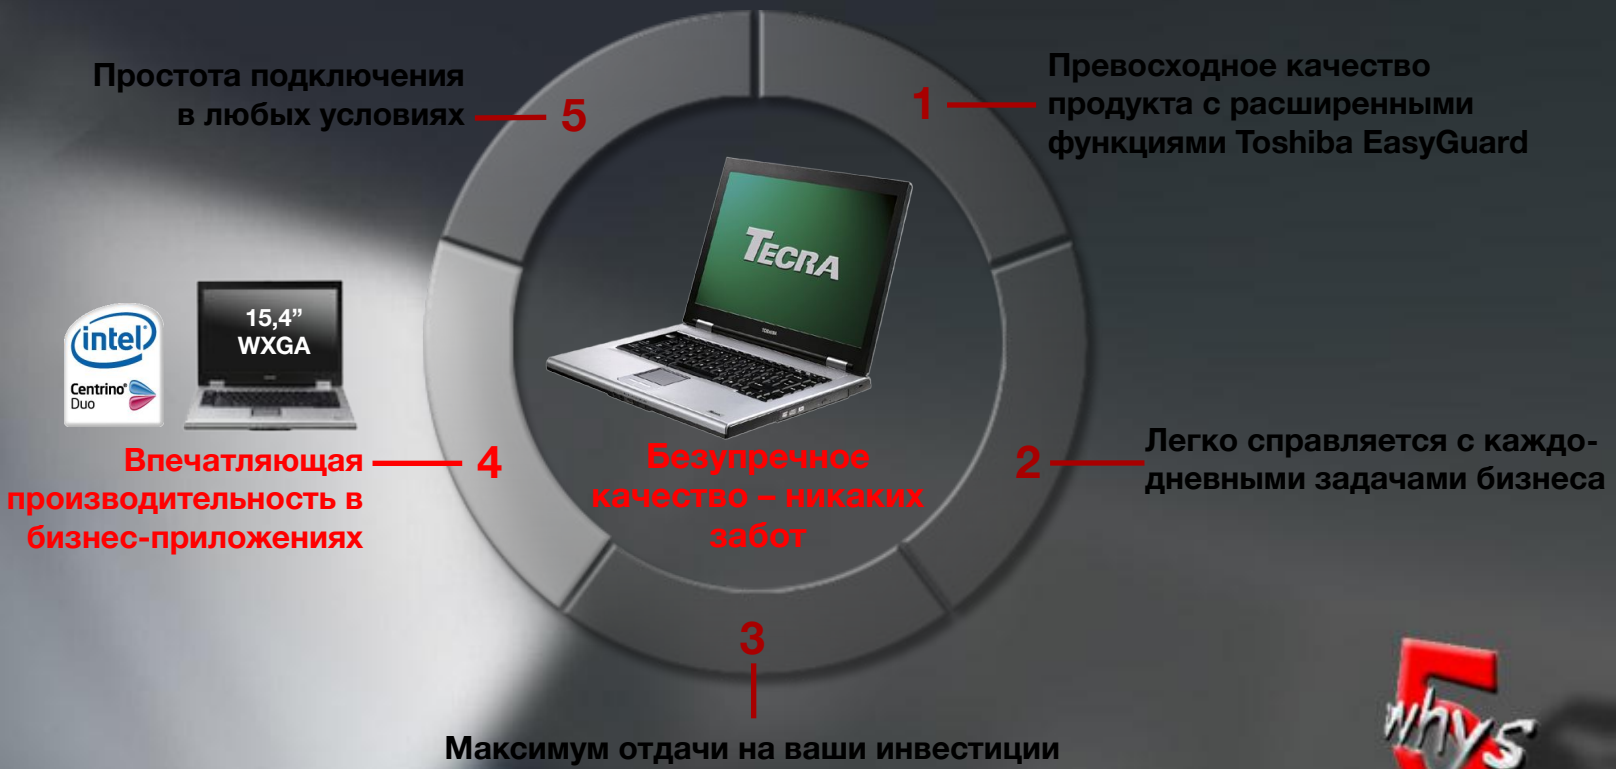 Простота подключения
в любых условиях
5
1
Превосходное качество
продукта с расширенными
функциями Toshiba EasyGuard
TECRA
TOSHIBA
intel
Centrino
Duo
15,4”
WXGA
Впечатляющая
производительность в
бизнес-приложениях
4
Безупречное
качество – никаких
забот
2
Легко справляется с каждо-
дневными задачами бизнеса
3
Максимум отдачи на ваши инвестиции
5
whys